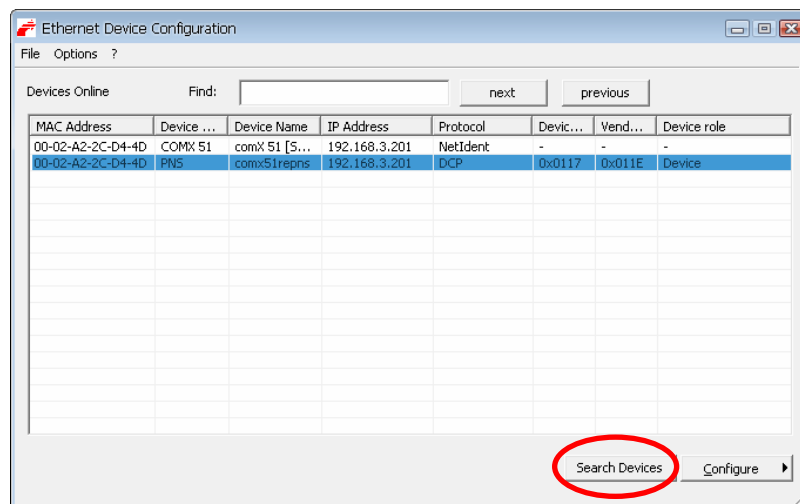 Ethernet Device Configuration
File Options ?
Devices Online Find: next previous
MAC Address Device ... Device Name IP Address Protocol Devic... Vend... Device role
00-02-A2-2C-D4-4D COMX 51 comX 51 [S... 192.168.3.201 NetIdent - - -
00-02-A2-2C-D4-4D PNS comx51repns 192.168.3.201 DCP 0x0117 0x011E Device
Search Devices Configure